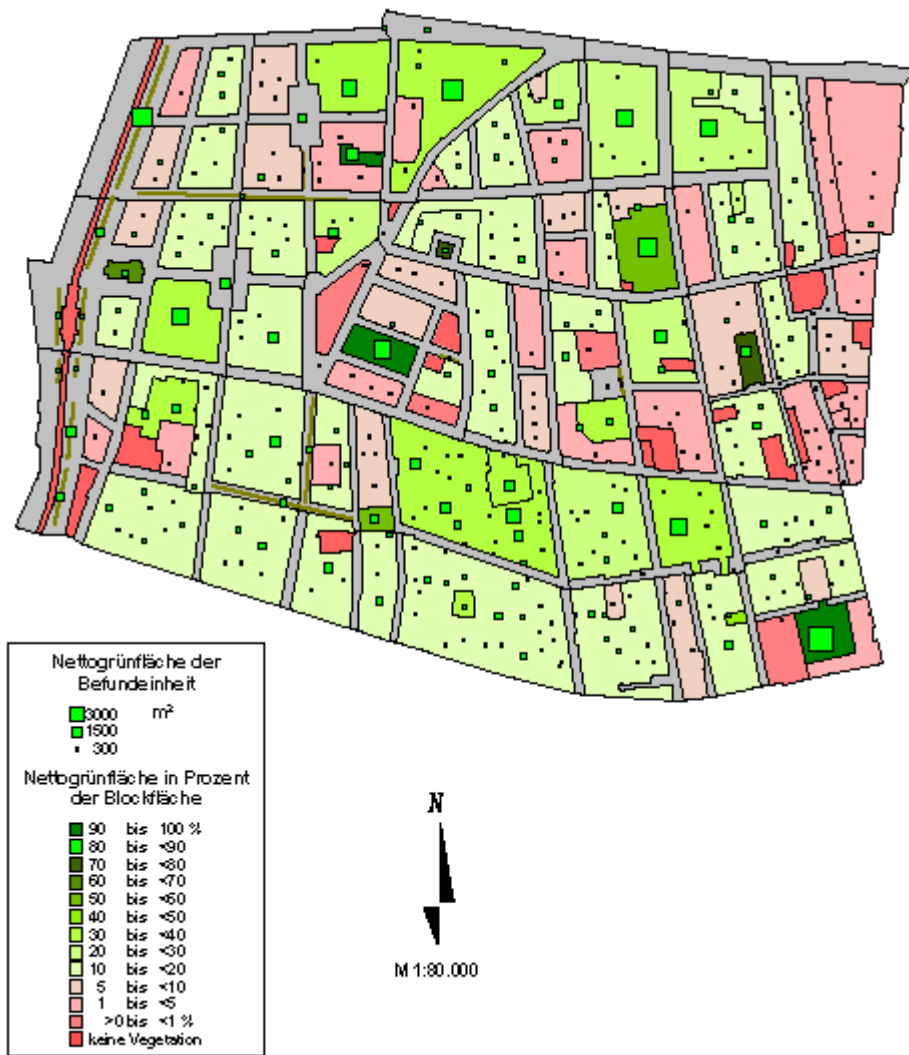 Nettogrünfläche der
Befundeinheit
3000 m²
1500
300
Nettogrünfläche in Prozent
der Blockfläche
90 bis 100 %
80 bis <90
70 bis <80
60 bis <70
50 bis <60
40 bis <50
30 bis <40
20 bis <30
10 bis <20
5 bis <10
1 bis <5
>0 bis <1 %
keine Vegetation
N
M 1:80.000